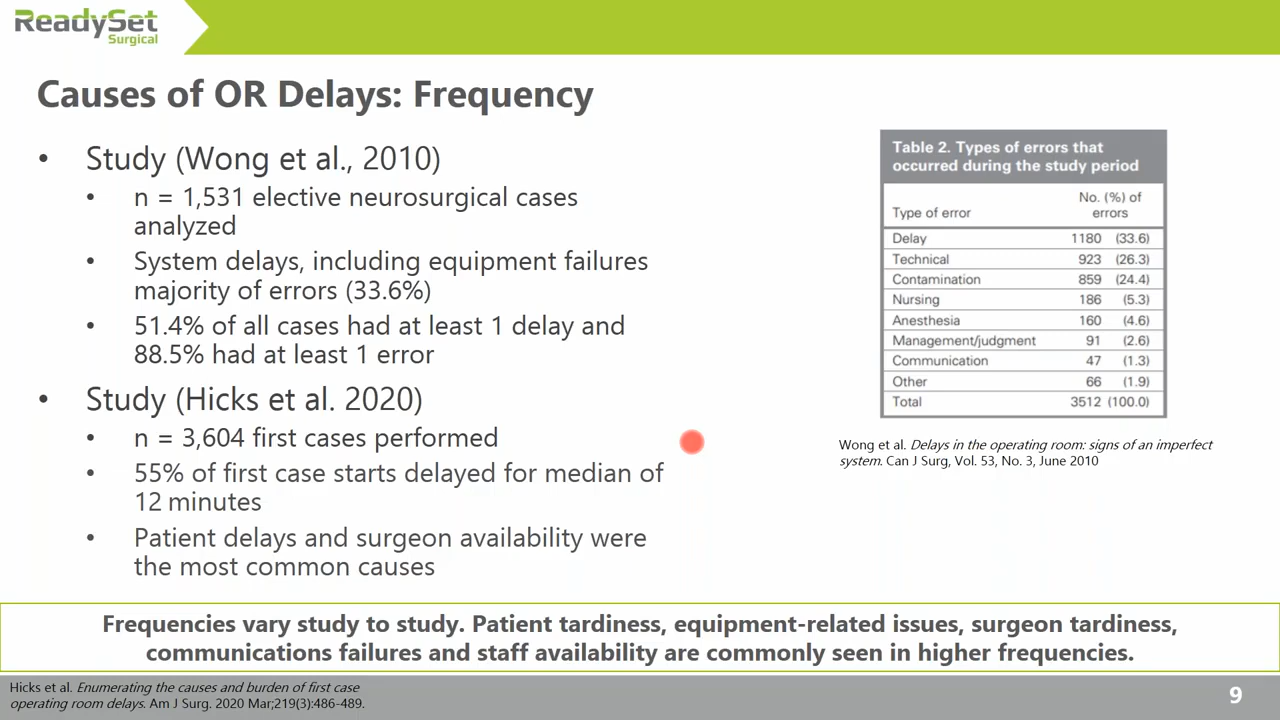 ReadySet
Surgical
Causes of OR Delays: Frequency
• Study (Wong et al., 2010)
• n = 1,531 elective neurosurgical cases
analyzed
• System delays, including equipment failures
majority of errors (33.6%)
• 51.4% of all cases had at least 1 delay and
88.5% had at least 1 error
• Study (Hicks et al. 2020)
• n = 3,604 first cases performed
• 55% of first case starts delayed for median of
12 minutes
• Patient delays and surgeon availability were
the most common causes
Table 2. Types of errors that
occurred during the study period
No. (%) of
Type of error errors
Delay 1180 (33.6)
Technical 923 (26.3)
Contamination 859 (24.4)
Nursing 186 (5.3)
Anesthesia 160 (4.6)
Management/judgment 91 (2.6)
Communication 47 (1.3)
Other 66 (1.9)
Total 3512 (100.0)
Wong et al. Delays in the operating room: signs of an imperfect
system. Can J Surg, Vol. 53, No. 3, June 2010
Frequencies vary study to study. Patient tardiness, equipment-related issues, surgeon tardiness,
communications failures and staff availability are commonly seen in higher frequencies.
Hicks et al. Enumerating the causes and burden of first case
operating room delays. Am J Surg. 2020 Mar;219(3):486-489.
9